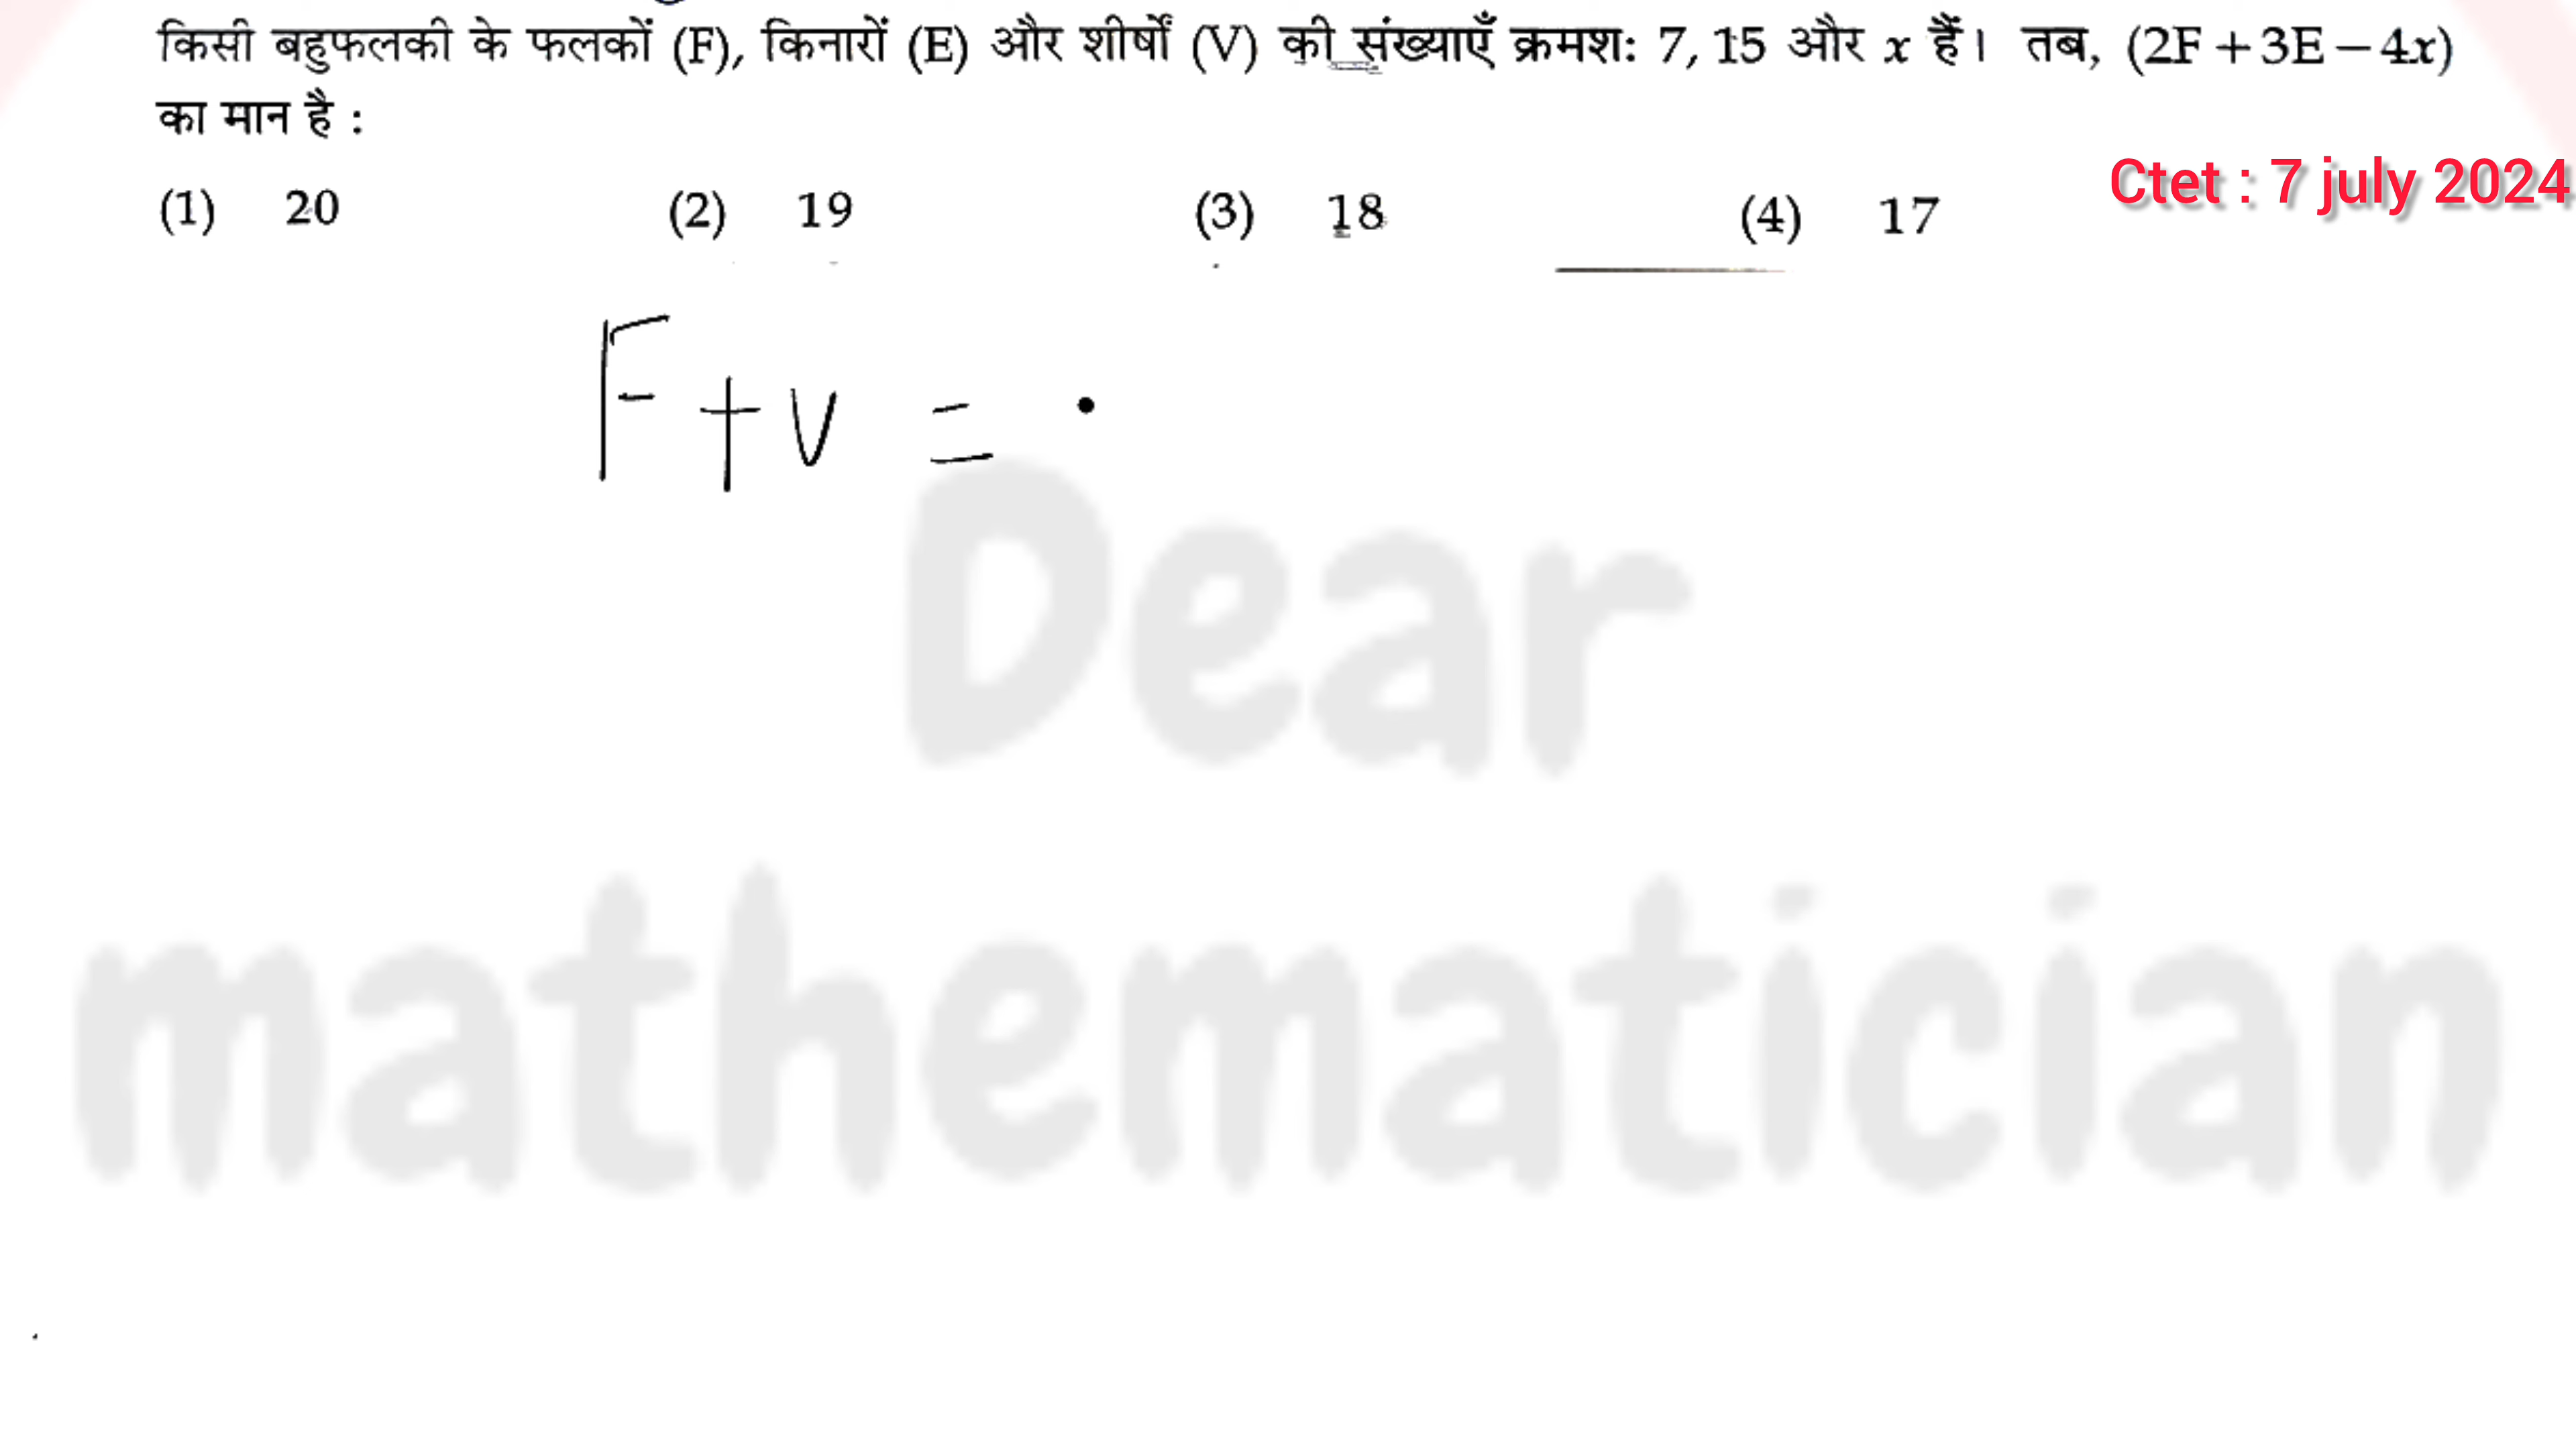 किसी बहुफलकी के फलकों (F), किनारों (E) और शीर्षों (V) की संख्याएँ क्रमश: 7, 15 और x हैं। तब, (2F+3E−4x)
का मान है :
Ctet : 7 july 2024
(1) 20 (2) 19 (3) 18 (4) 17
F+V =
Dear
mathematician